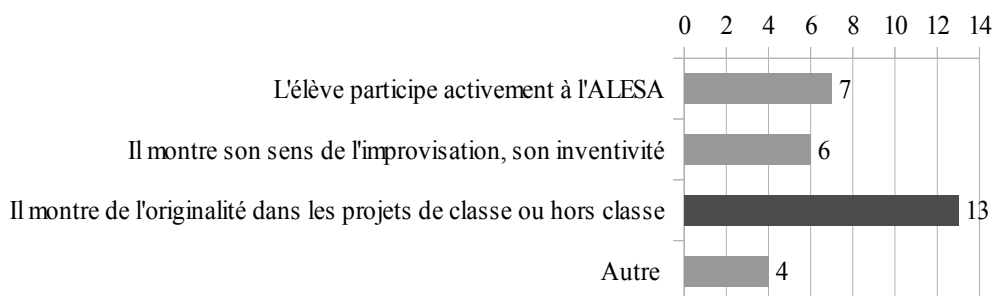 0 2 4 6 8 10 12 14
L'élève participe activement à l'ALESA 7
Il montre son sens de l'improvisation, son inventivité 6
Il montre de l'originalité dans les projets de classe ou hors classe 13
Autre 4